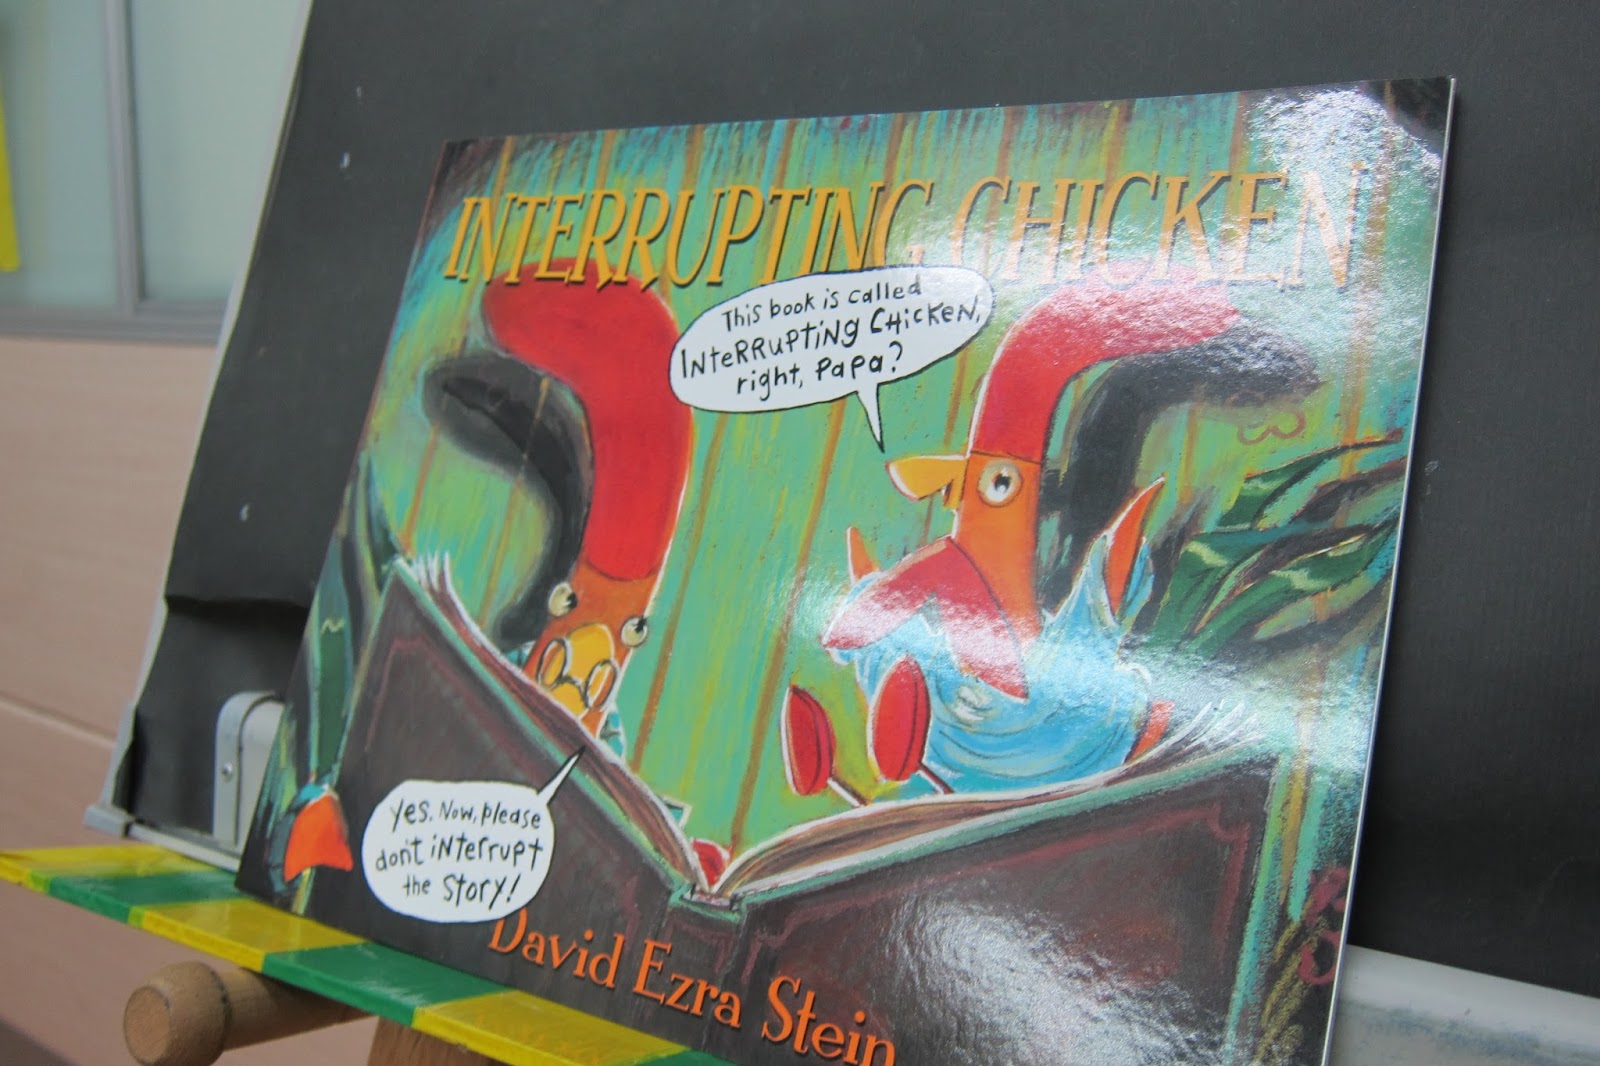 INTERRUPTING CHICKEN
This book is called
INTERRUPTING CHICKEN,
right, Papa?
Yes. Now, please
don't interrupt
the story!
David Ezra Stein